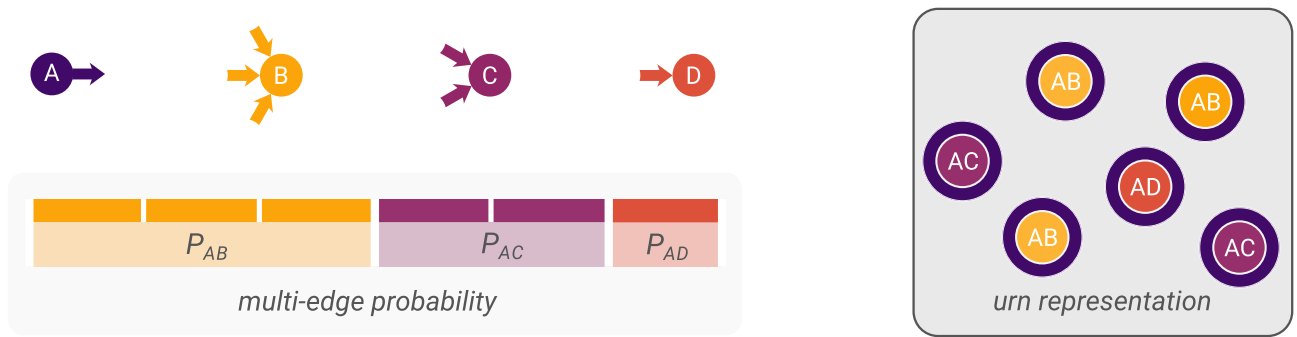 A
B
C
D
P_AB
P_AC
P_AD
multi-edge probability
AB
AB
AC
AD
AB
AC
urn representation